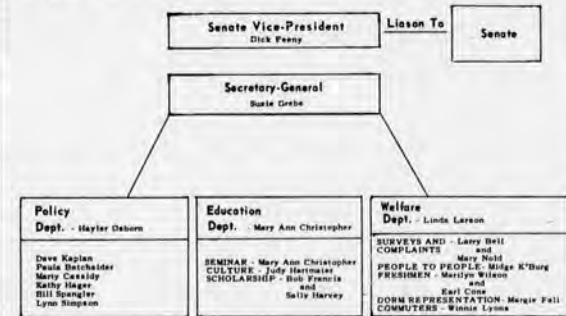 Senate Vice-President
Dick Feeny
Liason To
Senate
Secretary-General
Suzie Grebe
Policy
Dept. - Hayter Osborn
Dave Kaplan
Paula Batchelder
Marty Cassidy
Kathy Hager
Bill Spangler
Lynn Simpson
Education
Dept. - Mary Ann Christopher
SEMINAR - Mary Ann Christopher
CULTURE - Judy Hartmaier
SCHOLARSHIP - Bob Francis
and
Sally Harvey
Welfare
Dept. - Linda Larson
SURVEYS AND - Larry Bell
COMPLAINTS and
Mary Nold
PEOPLE TO PEOPLE- Midge K'Burg
FRESHMEN - Marilyn Wilson
and
Earl Cone
DORM REPRESENTATION- Margie Fall
COMMUTERS - Winnie Lyons